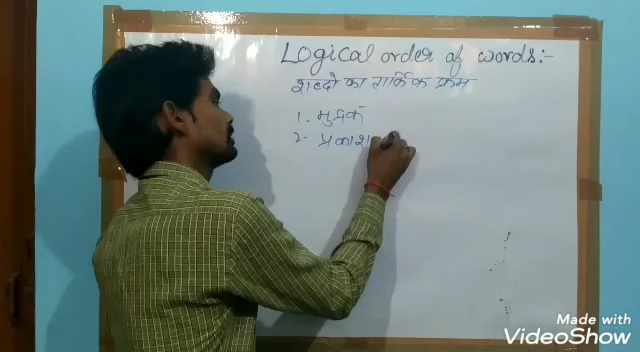 Logical order of words:-
शब्दो का तार्किक क्रम
1. मुद्रक
2. प्रकाश
Made with
VideoShow